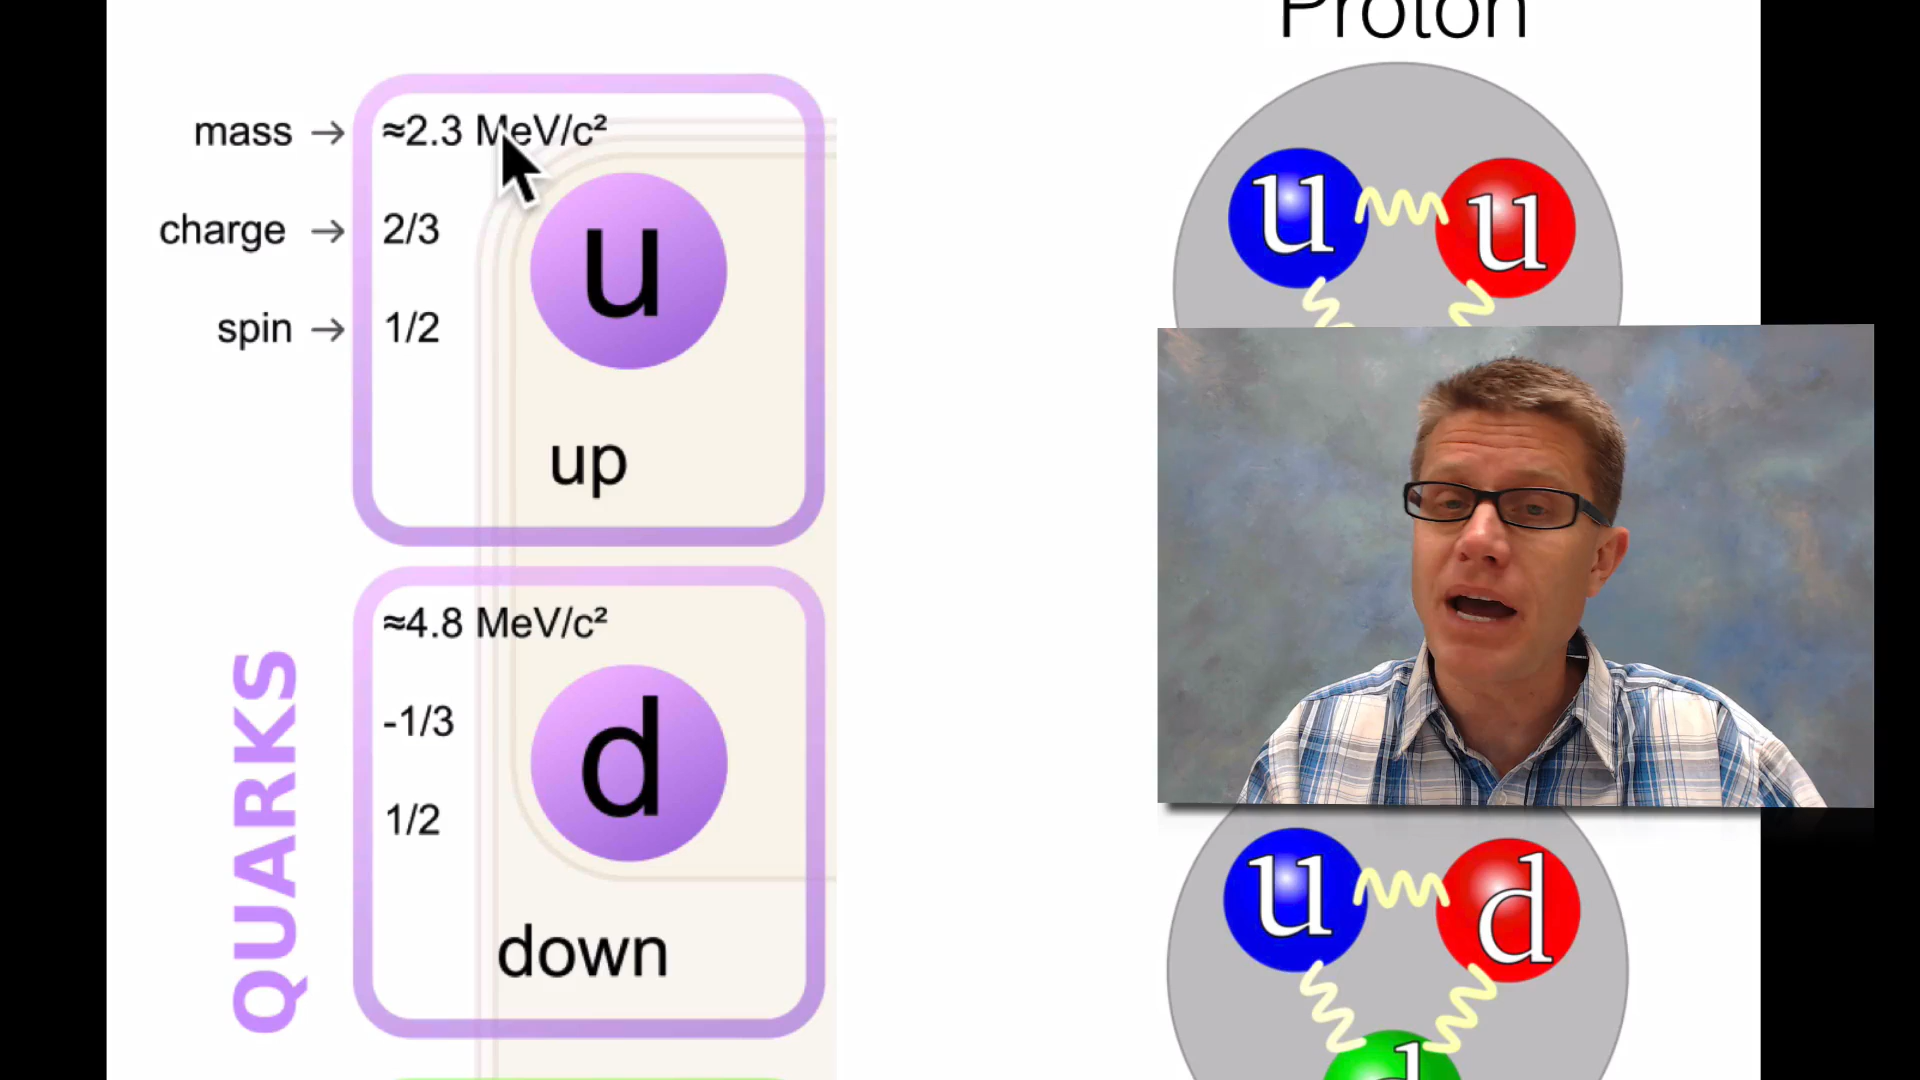 Proton
mass → ≈2.3 MeV/c²
charge → 2/3
spin → 1/2
u
up
≈4.8 MeV/c²
-1/3
1/2
d
down
QUARKS
u u
u d
d